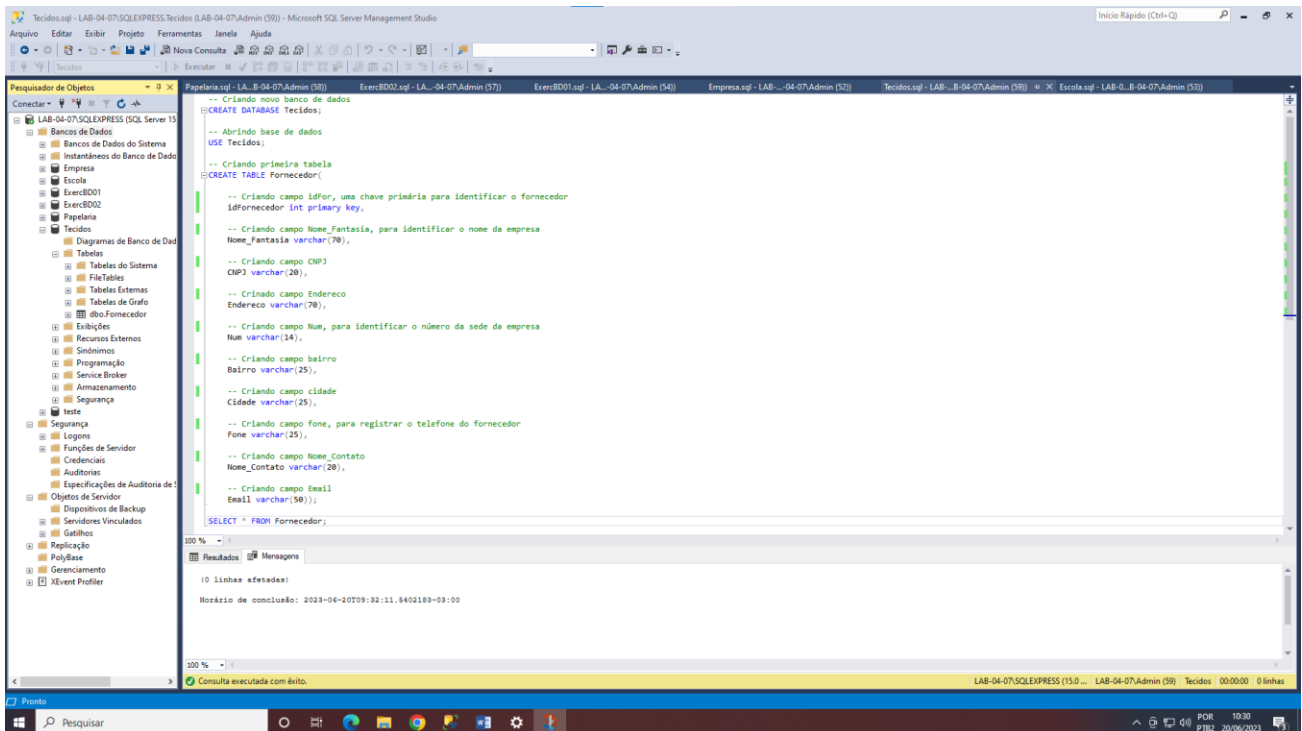 Tecidos.sql - LAB-04-07\SQLEXPRESS.Tecidos (LAB-04-07\Admin (59)) - Microsoft SQL Server Management Studio
Início Rápido (Ctrl+Q)
Arquivo Editar Exibir Projeto Ferramentas Janela Ajuda
Nova Consulta
Tecidos
Executar
Pesquisador de Objetos
Papelaria.sql - LA...B-04-07\Admin (58))
ExercBD02.sql - LA...-04-07\Admin (57))
ExercBD01.sql - LA...-04-07\Admin (54))
Empresa.sql - LAB-...-04-07\Admin (52))
Tecidos.sql - LAB-...B-04-07\Admin (59))
Escola.sql - LAB-0...B-04-07\Admin (53))
Conectar
LAB-04-07\SQLEXPRESS (SQL Server 15
Bancos de Dados
Bancos de Dados do Sistema
Instantâneos do Banco de Dado
Empresa
Escola
ExercBD01
ExercBD02
Papelaria
Tecidos
Diagramas de Banco de Dad
Tabelas
Tabelas do Sistema
FileTables
Tabelas Externas
Tabelas de Grafo
dbo.Fornecedor
Exibições
Recursos Externos
Sinônimos
Programação
Service Broker
Armazenamento
Segurança
teste
Segurança
Logons
Funções de Servidor
Credenciais
Auditorias
Especificações de Auditoria de S
Objetos de Servidor
Dispositivos de Backup
Servidores Vinculados
Gatilhos
Replicação
PolyBase
Gerenciamento
XEvent Profiler
-- Criando novo banco de dados
CREATE DATABASE Tecidos;
-- Abrindo base de dados
USE Tecidos;
-- Criando primeira tabela
CREATE TABLE Fornecedor(
-- Criando campo idFor, uma chave primária para identificar o fornecedor
idFornecedor int primary key,
-- Criando campo Nome_Fantasia, para identificar o nome da empresa
Nome_Fantasia varchar(70),
-- Criando campo CNPJ
CNPJ varchar(20),
-- Crinado campo Endereco
Endereco varchar(70),
-- Criando campo Num, para identificar o número da sede da empresa
Num varchar(14),
-- Criando campo bairro
Bairro varchar(25),
-- Criando campo cidade
Cidade varchar(25),
-- Criando campo fone, para registrar o telefone do fornecedor
Fone varchar(25),
-- Criando campo Nome_Contato
Nome_Contato varchar(20),
-- Criando campo Email
Email varchar(50));
SELECT * FROM Fornecedor;
100 %
Resultados Mensagens
(0 linhas afetadas)
Horário de conclusão: 2023-06-20T09:32:11.5402183-03:00
100 %
Consulta executada com êxito.
LAB-04-07\SQLEXPRESS (15.0 ... LAB-04-07\Admin (59) Tecidos 00:00:00 0 linhas
Pronto
Pesquisar
POR 10:30
PTB2 20/06/2023